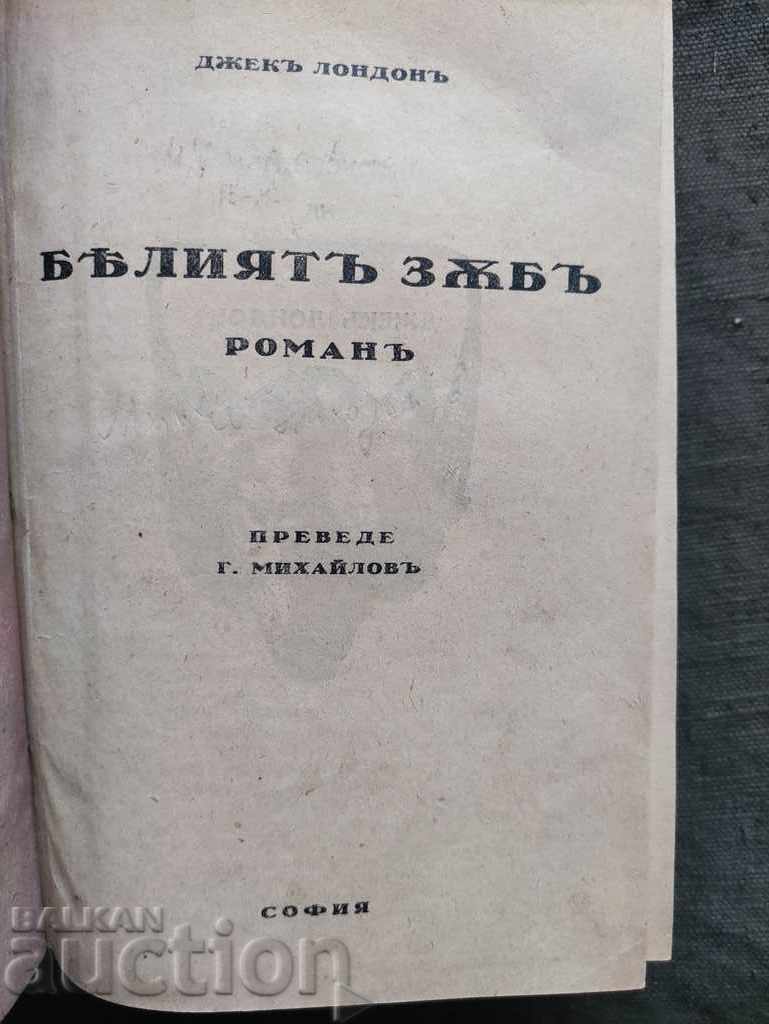 ДЖЕКЪ ЛОНДОНЪ
БѢЛИЯТЪ ЗѪБЪ
РОМАНЪ
ПРЕВЕДЕ
Г. МИХАЙЛОВЪ
СОФИЯ
BALKAN
auction